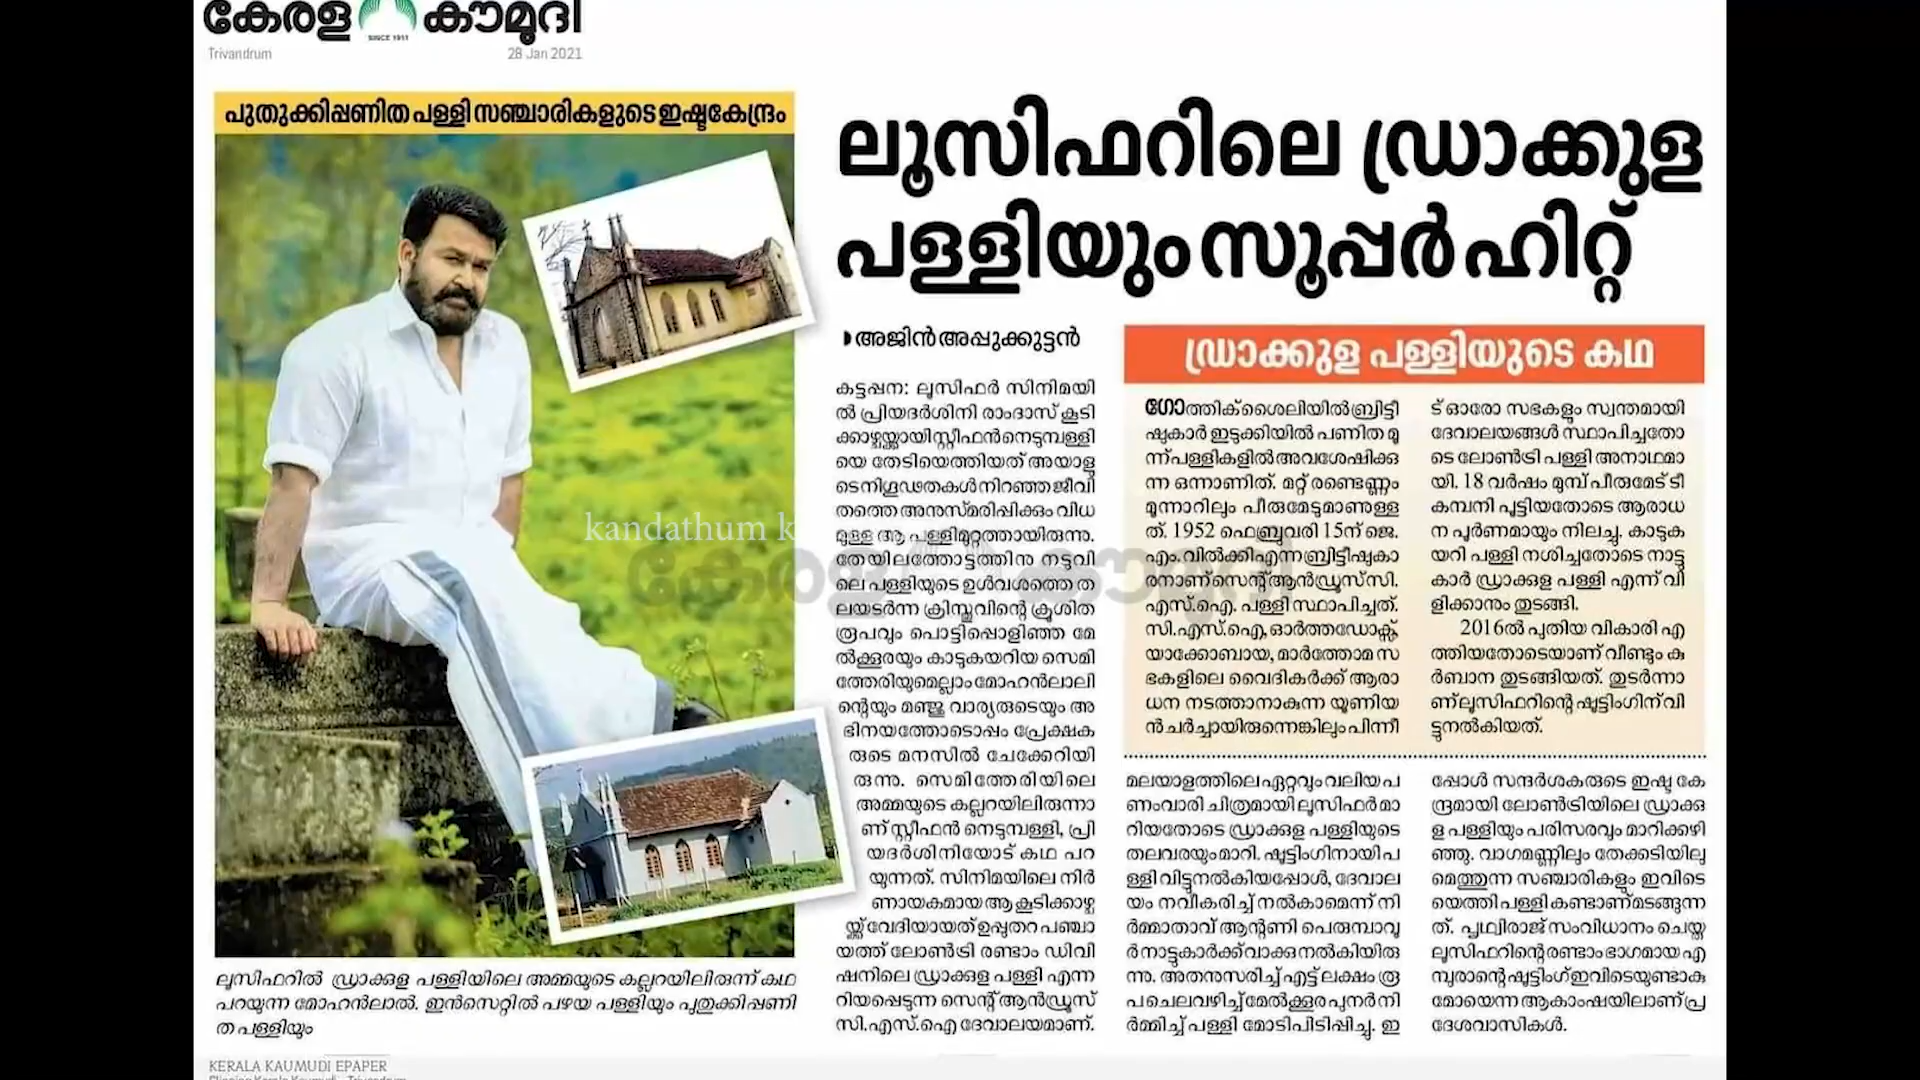 കേരള കൗമുദി
SINCE 1911
Trivandrum
28 Jan 2021
പുതുക്കിപ്പണിത പള്ളി സഞ്ചാരികളുടെ ഇഷ്ടകേന്ദ്രം
ലൂസിഫറിലെ ഡ്രാക്കുള
പള്ളിയും സൂപ്പർ ഹിറ്റ്
അജിൻ അപ്പുക്കുട്ടൻ
കട്ടപ്പന: ലൂസിഫർ സിനിമയി
ൽ പ്രിയദർശിനി രാംദാസ് കൂടി
ക്കാഴ്ചയ്ക്കായി സ്റ്റീഫൻ നെടുമ്പള്ളി
യെ തേടിയെത്തിയത് അയാളു
ടെ നിഗൂഢതകൾ നിറഞ്ഞ ജീവി
തത്തെ അനുസ്മരിപ്പിക്കും വിധ
മുള്ള ആ പള്ളിമുറ്റത്തായിരുന്നു.
തേയിലത്തോട്ടത്തിനു നടുവി
ലെ പള്ളിയുടെ ഉൾവശത്തെ ത
ലയടർന്ന ക്രിസ്തുവിന്റെ ക്രൂശിത
രൂപവും പൊട്ടിപ്പൊളിഞ്ഞ മേ
ൽക്കൂരയും കാടുകയറിയ സെമി
ത്തേരിയുമെല്ലാം മോഹൻലാലി
ന്റെയും മഞ്ജു വാര്യരുടെയും അ
ഭിനയത്തോടൊപ്പം പ്രേക്ഷക
രുടെ മനസിൽ ചേക്കേറിയി
രുന്നു. സെമിത്തേരിയിലെ
അമ്മയുടെ കല്ലറയിലിരുന്നാ
ണ് സ്റ്റീഫൻ നെടുമ്പള്ളി, പ്രി
യദർശിനിയോട് കഥ പറ
യുന്നത്. സിനിമയിലെ നിർ
ണായകമായ ആ കൂടിക്കാഴ്ച
യ്ക്ക് വേദിയായത് ഉപ്പുതറ പഞ്ചാ
യത്ത് ലോൺട്രി രണ്ടാം ഡിവി
ഷനിലെ ഡ്രാക്കുള പള്ളി എന്ന
റിയപ്പെടുന്ന സെന്റ് ആൻഡ്രൂസ്
സി.എസ്.ഐ ദേവാലയമാണ്.
ഡ്രാക്കുള പള്ളിയുടെ കഥ
ഗോത്തിക് ശൈലിയിൽ ബ്രിട്ടീ
ഷുകാർ ഇടുക്കിയിൽ പണിത മൂ
ന്ന് പള്ളികളിൽ അവശേഷിക്കു
ന്ന ഒന്നാണിത്. മറ്റ് രണ്ടെണ്ണം
മൂന്നാറിലും പീരുമേടുമാണുള്ള
ത്. 1952 ഫെബ്രുവരി 15ന് ജെ.
എം. വിൽക്കി എന്ന ബ്രിട്ടീഷുകാ
രനാണ് സെന്റ് ആൻഡ്രൂസ് സി.
എസ്.ഐ. പള്ളി സ്ഥാപിച്ചത്.
സി.എസ്.ഐ, ഓർത്തഡോക്സ്,
യാക്കോബായ, മാർത്തോമ സ
ഭകളിലെ വൈദികർക്ക് ആരാ
ധന നടത്താനാകുന്ന യൂണിയ
ൻ ചർച്ചായിരുന്നെങ്കിലും പിന്നീ
ട് ഓരോ സഭകളും സ്വന്തമായി
ദേവാലയങ്ങൾ സ്ഥാപിച്ചതോ
ടെ ലോൺട്രി പള്ളി അനാഥമാ
യി. 18 വർഷം മുമ്പ് പീരുമേട് ടീ
കമ്പനി പൂട്ടിയതോടെ ആരാധ
ന പൂർണമായും നിലച്ചു. കാടുക
യറി പള്ളി നശിച്ചതോടെ നാട്ടു
കാർ ഡ്രാക്കുള പള്ളി എന്ന് വി
ളിക്കാനും തുടങ്ങി.
2016ൽ പുതിയ വികാരി എ
ത്തിയതോടെയാണ് വീണ്ടും കു
ർബാന തുടങ്ങിയത്. തുടർന്നാ
ണ് ലൂസിഫറിന്റെ ഷൂട്ടിംഗിന് വി
ട്ടുനൽകിയത്.
മലയാളത്തിലെ ഏറ്റവും വലിയ പ
ണംവാരി ചിത്രമായി ലൂസിഫർ മാ
റിയതോടെ ഡ്രാക്കുള പള്ളിയുടെ
തലവരയും മാറി. ഷൂട്ടിംഗിനായി പ
ള്ളി വിട്ടുനൽകിയപ്പോൾ, ദേവാല
യം നവീകരിച്ച് നൽകാമെന്ന് നി
ർമ്മാതാവ് ആന്റണി പെരുമ്പാവൂ
ർ നാട്ടുകാർക്ക് വാക്കു നൽകിയിരു
ന്നു. അതനുസരിച്ച് എട്ട് ലക്ഷം രൂ
പ ചെലവഴിച്ച് മേൽക്കൂര പുനർനി
ർമ്മിച്ച് പള്ളി മോടിപിടിപ്പിച്ചു. ഇ
പ്പോൾ സന്ദർശകരുടെ ഇഷ്ട കേ
ന്ദ്രമായി ലോൺട്രിയിലെ ഡ്രാക്കു
ള പള്ളിയും പരിസരവും മാറിക്കഴി
ഞ്ഞു. വാഗമണ്ണിലും തേക്കടിയിലു
മെത്തുന്ന സഞ്ചാരികളും ഇവിടെ
യെത്തി പള്ളി കണ്ടാണ് മടങ്ങുന്ന
ത്. പൃഥ്വിരാജ് സംവിധാനം ചെയ്ത
ലൂസിഫറിന്റെ രണ്ടാം ഭാഗമായ എ
മ്പുരാന്റെ ഷൂട്ടിംഗ് ഇവിടെയുണ്ടാകു
മോയെന്ന ആകാംഷയിലാണ് പ്ര
ദേശവാസികൾ.
kandathum k
കേരള കൗമുദി
ലൂസിഫറിൽ ഡ്രാക്കുള പള്ളിയിലെ അമ്മയുടെ കല്ലറയിലിരുന്ന് കഥ
പറയുന്ന മോഹൻലാൽ. ഇൻസെറ്റിൽ പഴയ പള്ളിയും പുതുക്കിപ്പണി
ത പള്ളിയും
KERALA KAUMUDI EPAPER